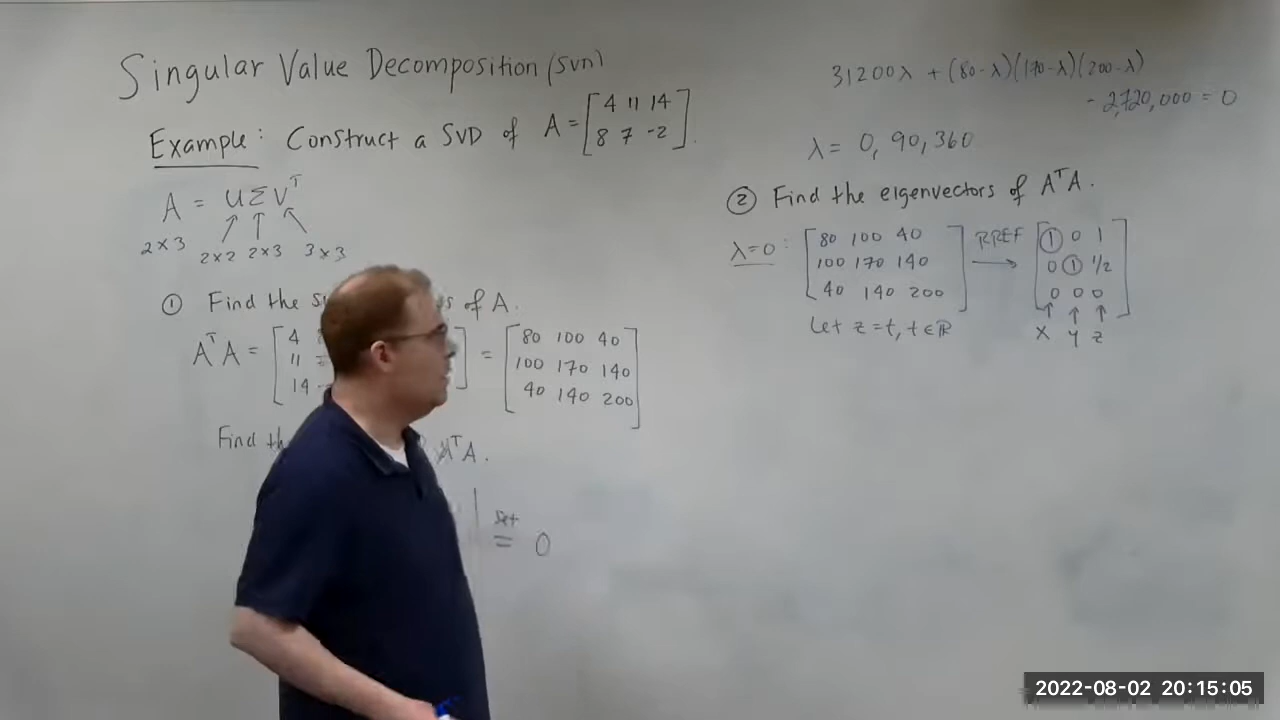 Singular Value Decomposition (SVD)
Example: Construct a SVD of A = [4 11 14
8 7 -2].
A = U Σ V^T
2×3 2×2 2×3 3×3
① Find the s s of A.
A^T A = [4
11
14 ] = [80 100 40
100 170 140
40 140 200]
Find th A^T A.
| set
= 0
31200λ + (80-λ)(170-λ)(200-λ)
- 2,720,000 = 0
λ = 0, 90, 360
② Find the eigenvectors of A^T A.
λ=0: [80 100 40
100 170 140
40 140 200] RREF → [1 0 1
0 1 1/2
0 0 0]
Let z = t, t ∈ ℝ
x y z
2022-08-02 20:15:05